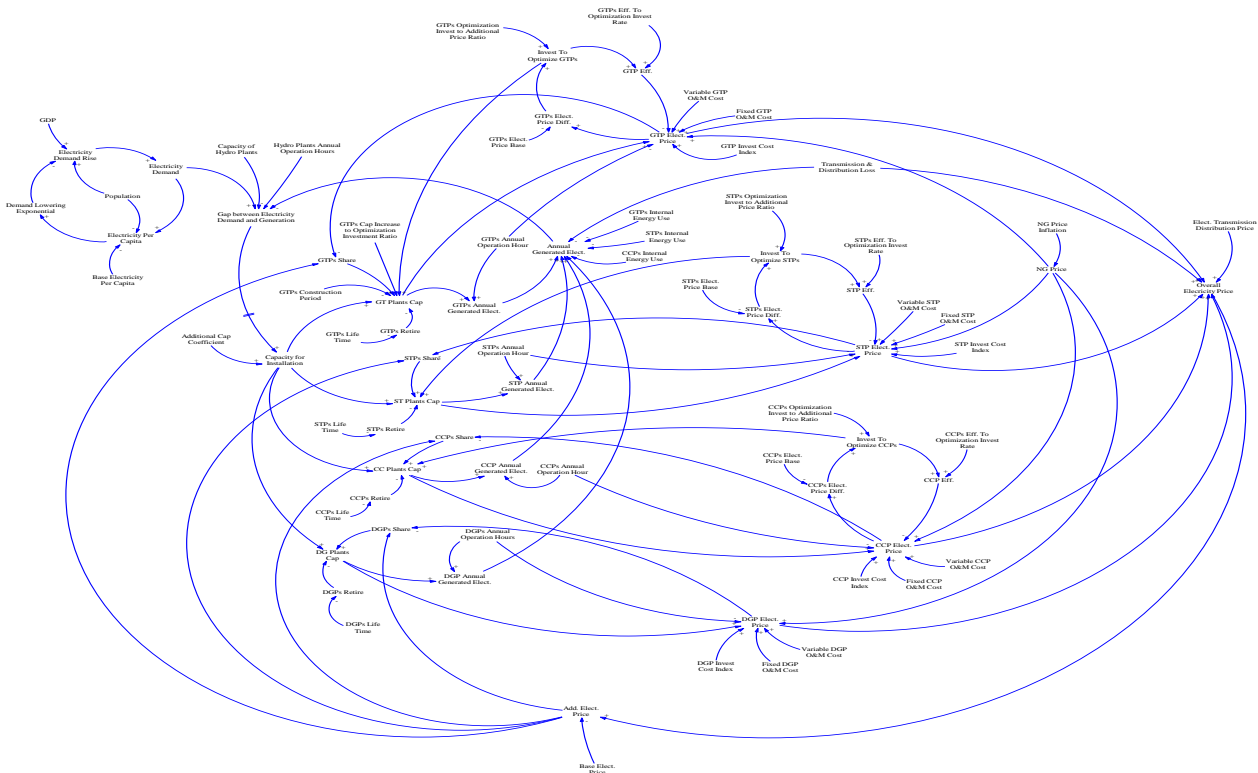 GTPs Eff. To
Optimization Invest
Rate
GTPs Optimization
Invest to Additional
Price Ratio
Invest To
Optimize GTPs
GTP Eff.
Variable GTP
O&M Cost
Fixed GTP
O&M Cost
GTPs Elect.
Price Diff.
GTPs Elect.
Price Base
GTP Elect.
Price
GTP Invest Cost
Index
GDP
Electricity
Demand Rise
Electricity
Demand
Capacity of
Hydro Plants
Hydro Plants Annual
Operation Hours
Transmission &
Distribution Loss
Population
Demand Lowering
Exponential
Gap between Electricity
Demand and Generation
Electricity Per
Capita
Base Electricity
Per Capita
GTPs Cap Increase
to Optimization
Investment Ratio
GTPs Annual
Operation Hour
Annual
Generated Elect.
GTPs Internal
Energy Use
STPs Internal
Energy Use
CCPs Internal
Energy Use
STPs Optimization
Invest to Additional
Price Ratio
Invest To
Optimize STPs
STPs Eff. To
Optimization Invest
Rate
NG Price
Inflation
NG Price
Elect. Transmission
Distribution Price
Overall
Elecricity Price
GTPs Share
GTPs Construction
Period
GT Plants Cap
GTPs Annual
Generated Elect.
STPs Elect.
Price Base
STPs Elect.
Price Diff.
STP Eff.
Variable STP
O&M Cost
Fixed STP
O&M Cost
STP Elect.
Price
STP Invest Cost
Index
GTPs Life
Time
GTPs Retire
Additional Cap
Coefficient
Capacity for
Installation
STPs Share
STPs Annual
Operation Hour
STP Annual
Generated Elect.
ST Plants Cap
STPs Life
Time
STPs Retire
CCPs Optimization
Invest to Additional
Price Ratio
Invest To
Optimize CCPs
CCPs Eff. To
Optimization Invest
Rate
CCPs Share
CC Plants Cap
CCP Annual
Generated Elect.
CCPs Annual
Operation Hour
CCPs Elect.
Price Base
CCPs Elect.
Price Diff.
CCP Eff.
CCPs Retire
CCPs Life
Time
DGPs Share
DGPs Annual
Operation Hours
CCP Elect.
Price
DG Plants
Cap
DGP Annual
Generated Elect.
CCP Invest Cost
Index
Fixed CCP
O&M Cost
Variable CCP
O&M Cost
DGPs Retire
DGPs Life
Time
DGP Elect.
Price
DGP Invest
Cost Index
Fixed DGP
O&M Cost
Variable DGP
O&M Cost
Add. Elect.
Price
Base Elect.
Price